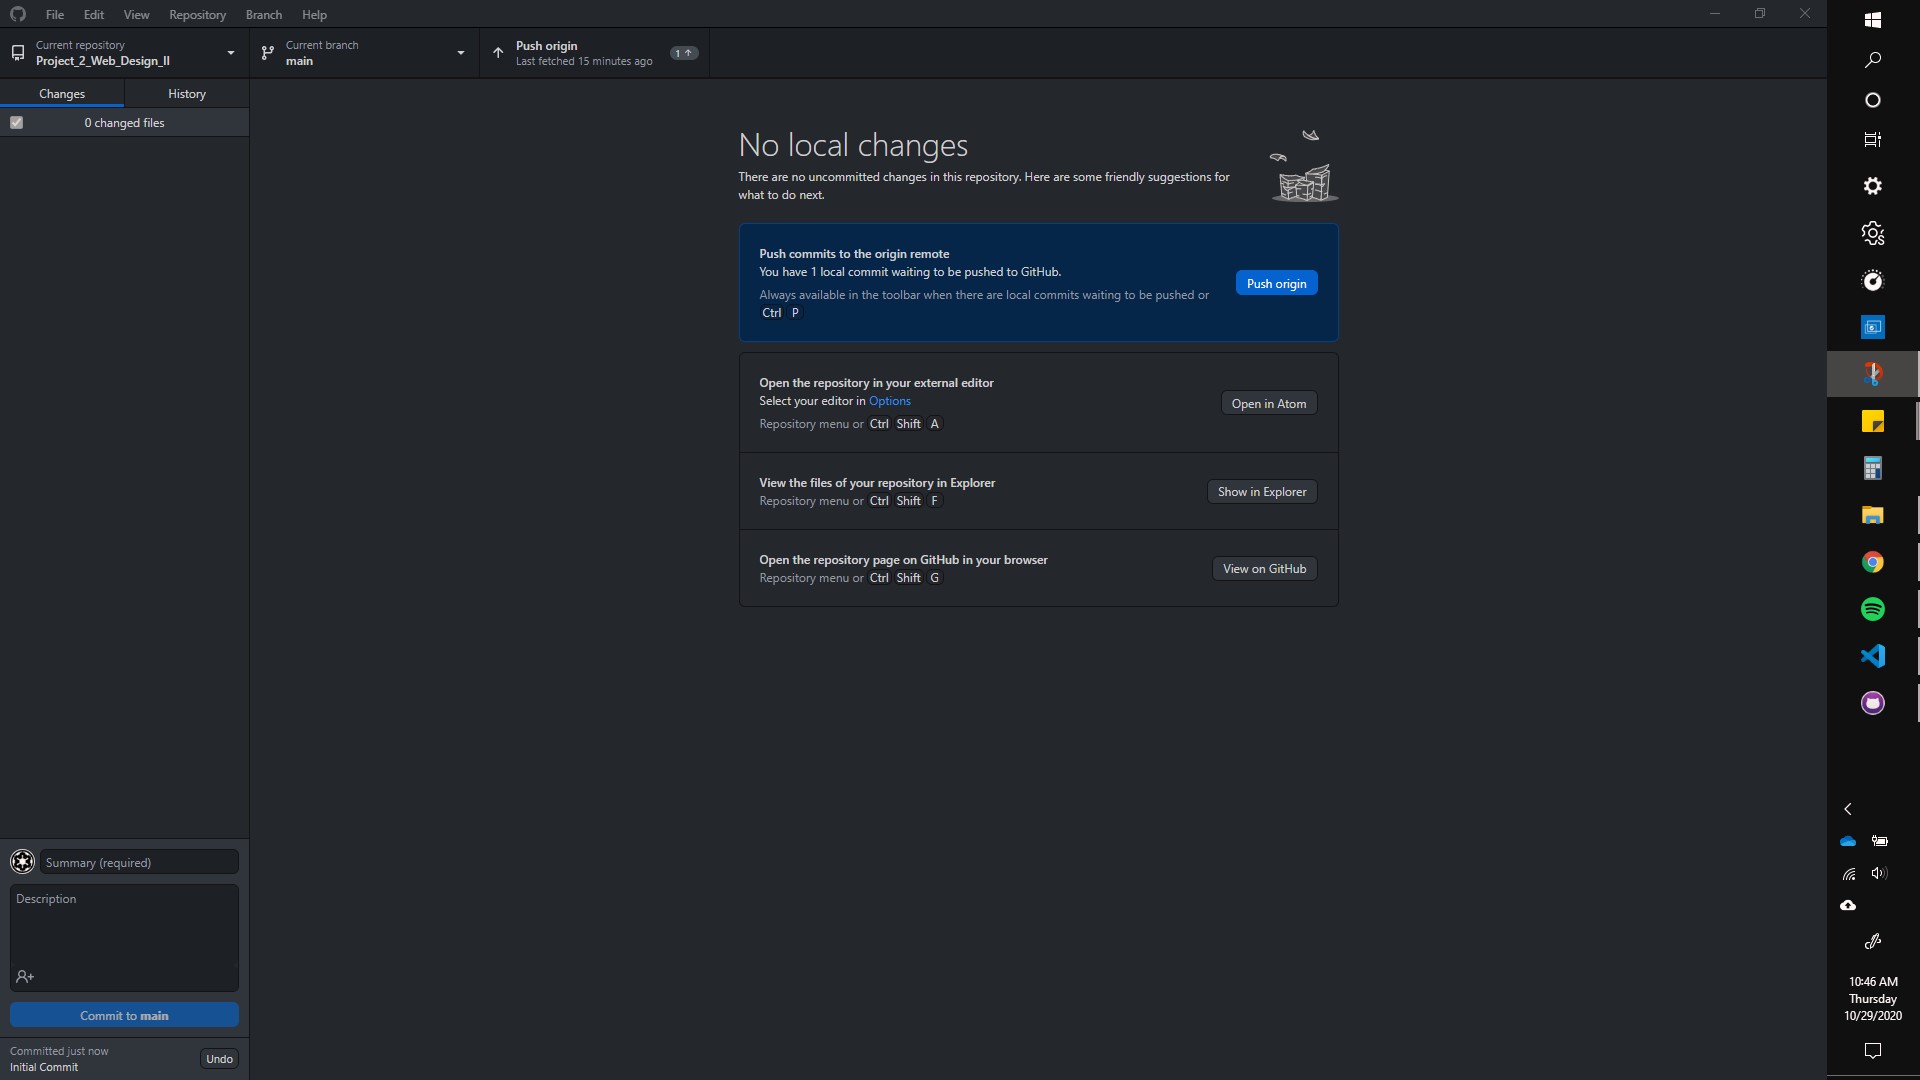 File Edit View Repository Branch Help
Current repository
Project_2_Web_Design_II
Current branch
main
Push origin
Last fetched 15 minutes ago
1
Changes
History
0 changed files
No local changes
There are no uncommitted changes in this repository. Here are some friendly suggestions for
what to do next.
Push commits to the origin remote
You have 1 local commit waiting to be pushed to GitHub.
Always available in the toolbar when there are local commits waiting to be pushed or
Ctrl P
Push origin
Open the repository in your external editor
Select your editor in Options
Repository menu or Ctrl Shift A
Open in Atom
View the files of your repository in Explorer
Repository menu or Ctrl Shift F
Show in Explorer
Open the repository page on GitHub in your browser
Repository menu or Ctrl Shift G
View on GitHub
Summary (required)
Description
Commit to main
Committed just now
Initial Commit
Undo
10:46 AM
Thursday
10/29/2020